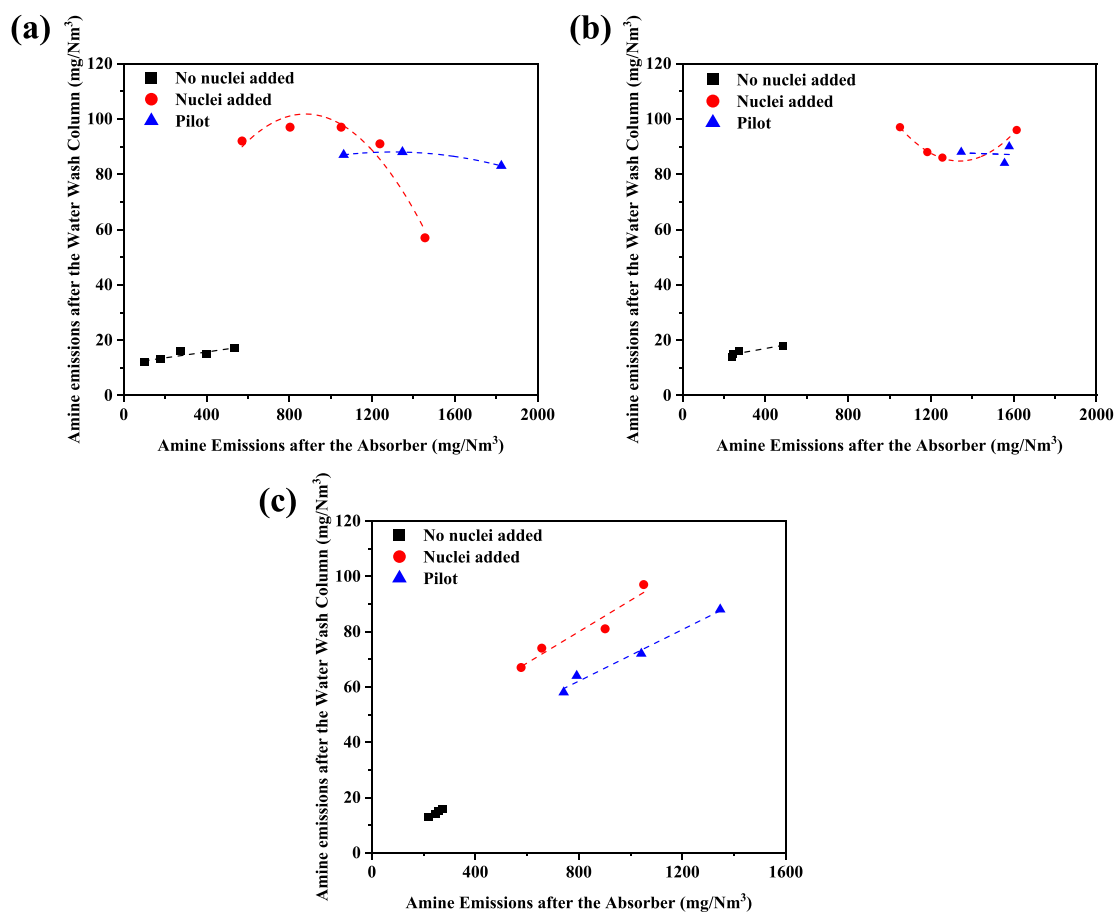 (a)
Amine Emissions after the Water Wash Column (mg/Nm³)
120
100
80
60
40
20
0
No nuclei added
Nuclei added
Pilot
0 400 800 1200 1600 2000
Amine Emissions after the Absorber (mg/Nm³)
(b)
Amine emissions after the Water Wash Column (mg/Nm³)
120
100
80
60
40
20
0
No nuclei added
Nuclei added
Pilot
0 400 800 1200 1600 2000
Amine Emissions after the Absorber (mg/Nm³)
(c)
Amine emissions after the Water Wash Column (mg/Nm³)
120
100
80
60
40
20
0
No nuclei added
Nuclei added
Pilot
0 400 800 1200 1600
Amine Emissions after the Absorber (mg/Nm³)